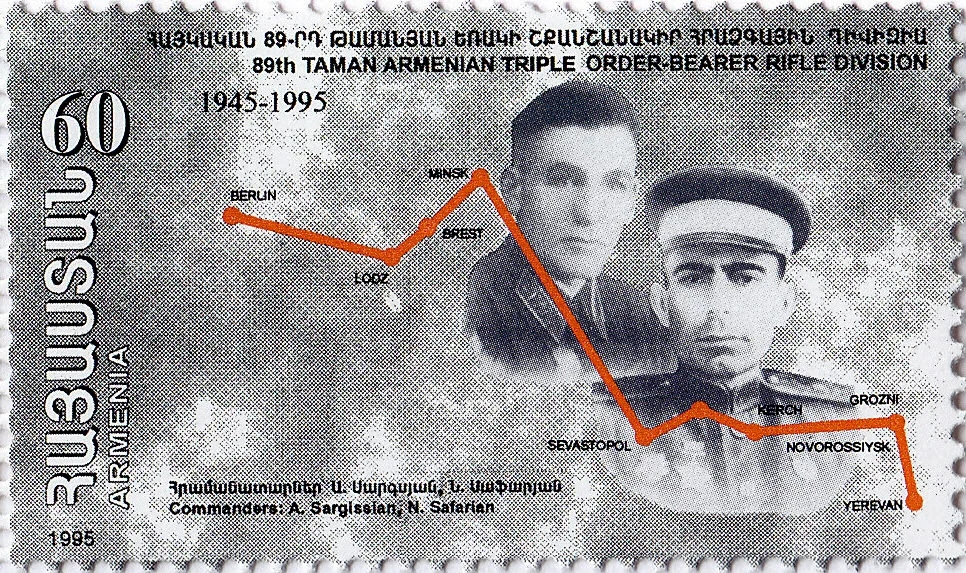 ՀԱՅԿԱԿԱՆ 89-ՐԴ ԹԱՄԱՆՅԱՆ ԵՌԱԿԻ ՇՔԱՆՇԱՆԱԿԻՐ ՀՐԱՁԳԱՅԻՆ ԴԻՎԻԶԻԱ
89th TAMAN ARMENIAN TRIPLE ORDER-BEARER RIFLE DIVISION
1945-1995
60
ՀԱՅԱՍՏԱՆ
ARMENIA
MINSK
BERLIN
BREST
LODZ
GROZNI
KERCH
SEVASTOPOL
NOVOROSSIYSK
YEREVAN
Հրամանատարներ՝ Ա. Սարգսյան, Ն. Սաֆարյան
Commanders: A. Sargissian, N. Safarian
1995